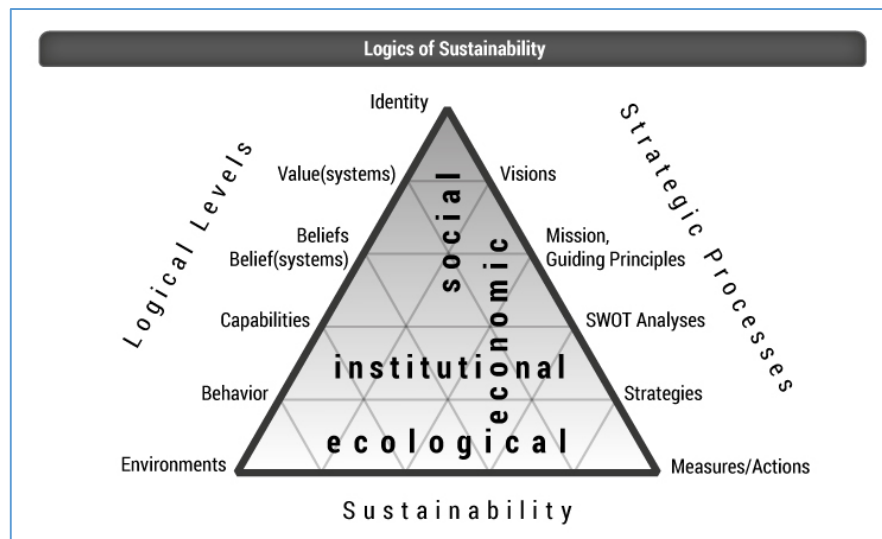 Logics of Sustainability
Identity
Logical Levels
Strategic Processes
Value(systems)
Visions
Beliefs
Belief(systems)
Mission,
Guiding Principles
Capabilities
SWOT Analyses
Behavior
Strategies
Environments
Measures/Actions
social
economic
institutional
ecological
Sustainability